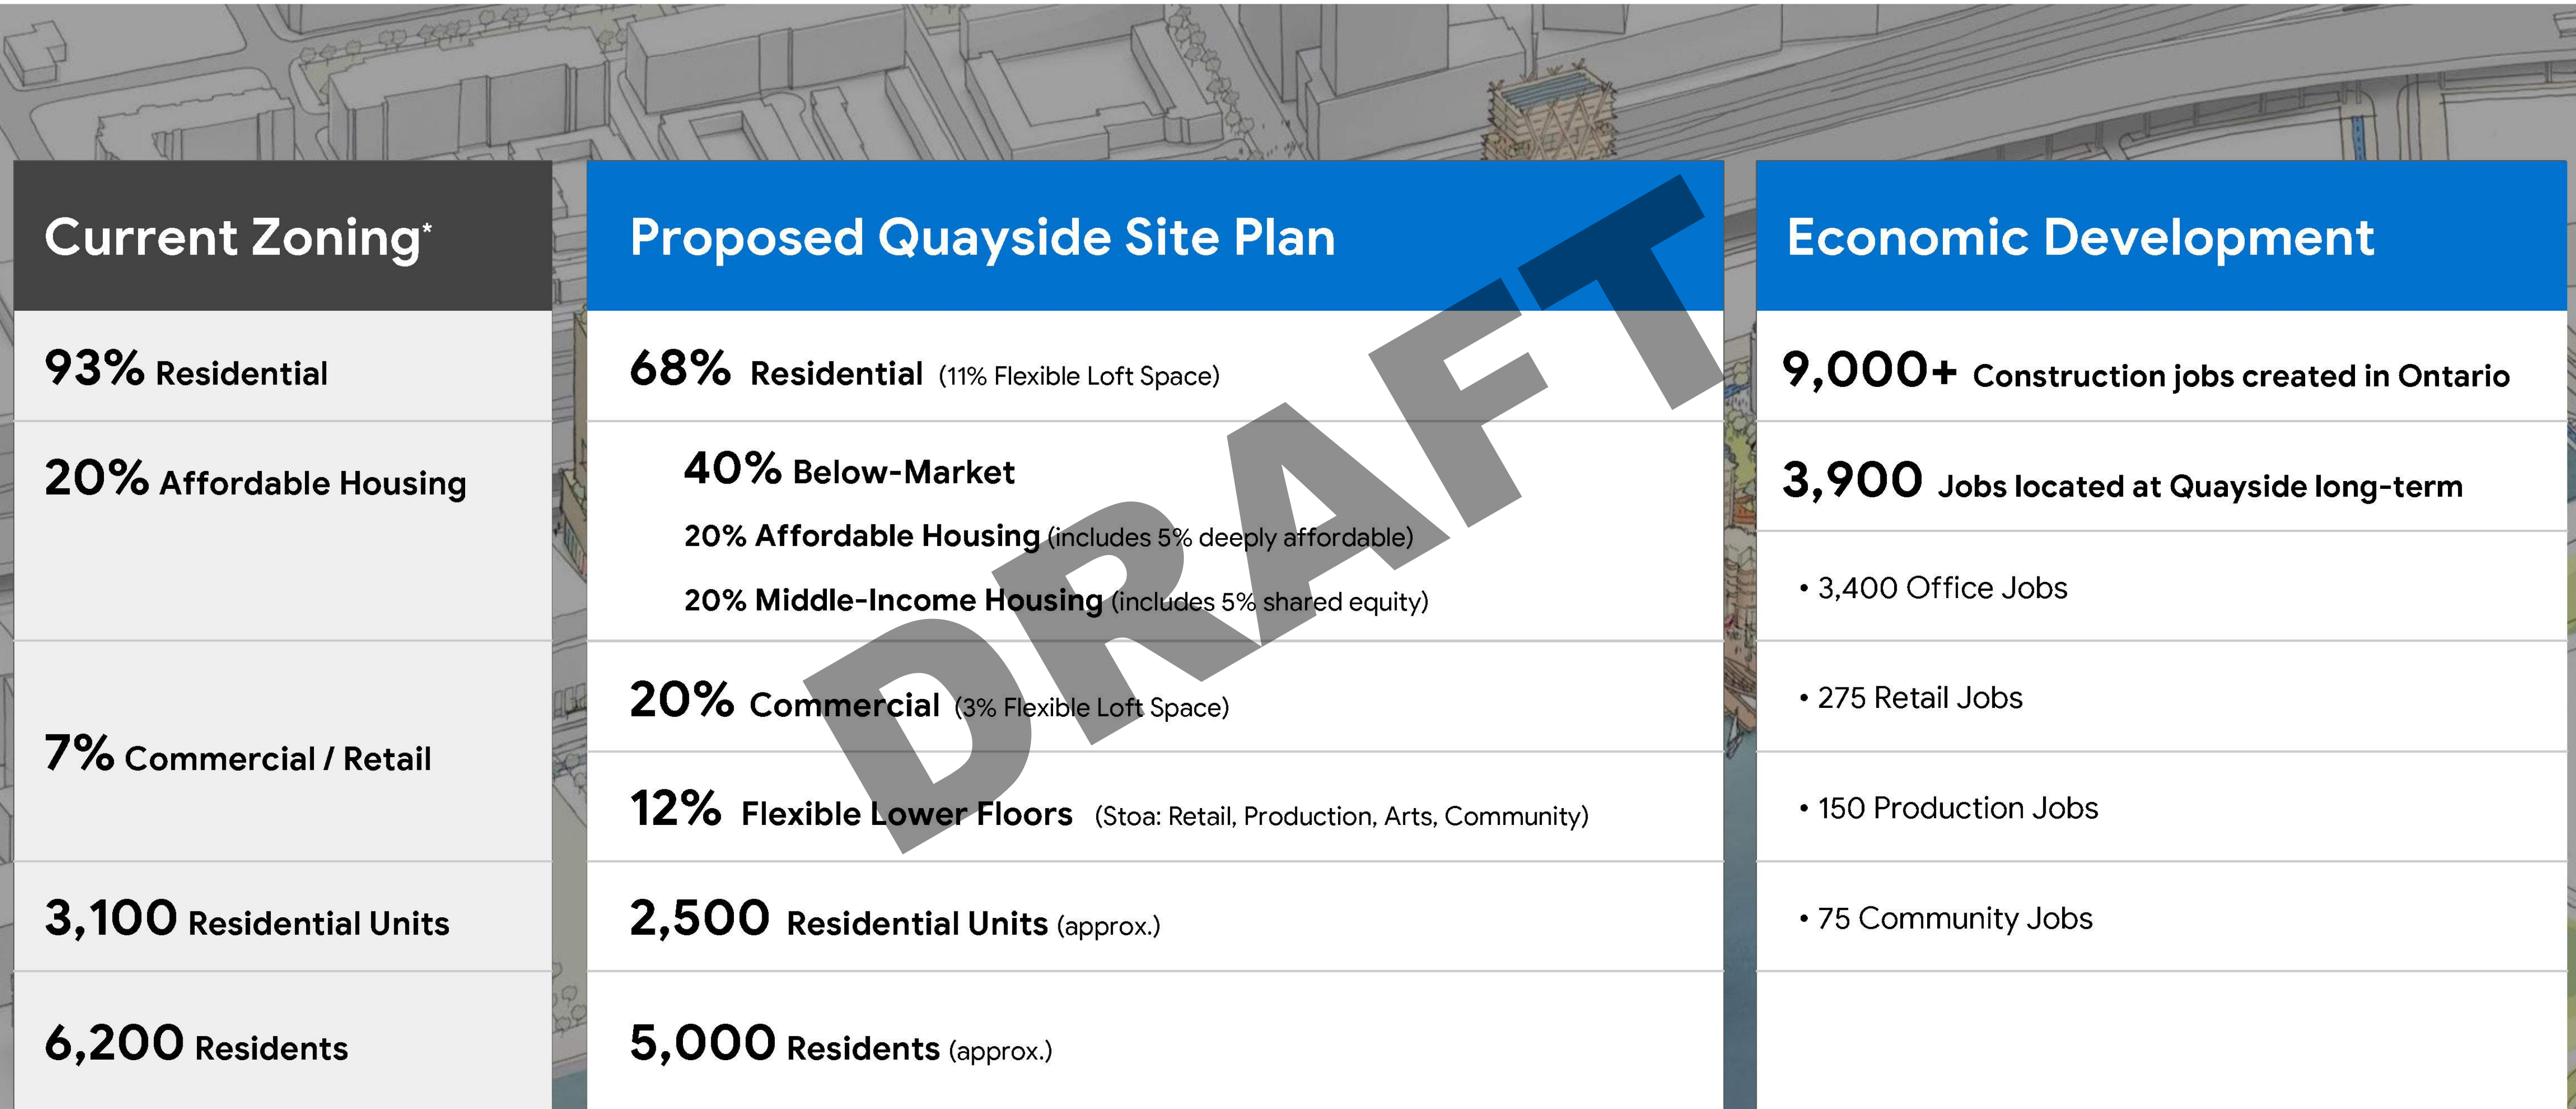 Current Zoning*
93% Residential
20% Affordable Housing
7% Commercial / Retail
3,100 Residential Units
6,200 Residents
Proposed Quayside Site Plan
68% Residential (11% Flexible Loft Space)
40% Below-Market
20% Affordable Housing (includes 5% deeply affordable)
20% Middle-Income Housing (includes 5% shared equity)
20% Commercial (3% Flexible Loft Space)
12% Flexible Lower Floors (Stoa: Retail, Production, Arts, Community)
2,500 Residential Units (approx.)
5,000 Residents (approx.)
DRAFT
Economic Development
9,000+ Construction jobs created in Ontario
3,900 Jobs located at Quayside long-term
• 3,400 Office Jobs
• 275 Retail Jobs
• 150 Production Jobs
• 75 Community Jobs